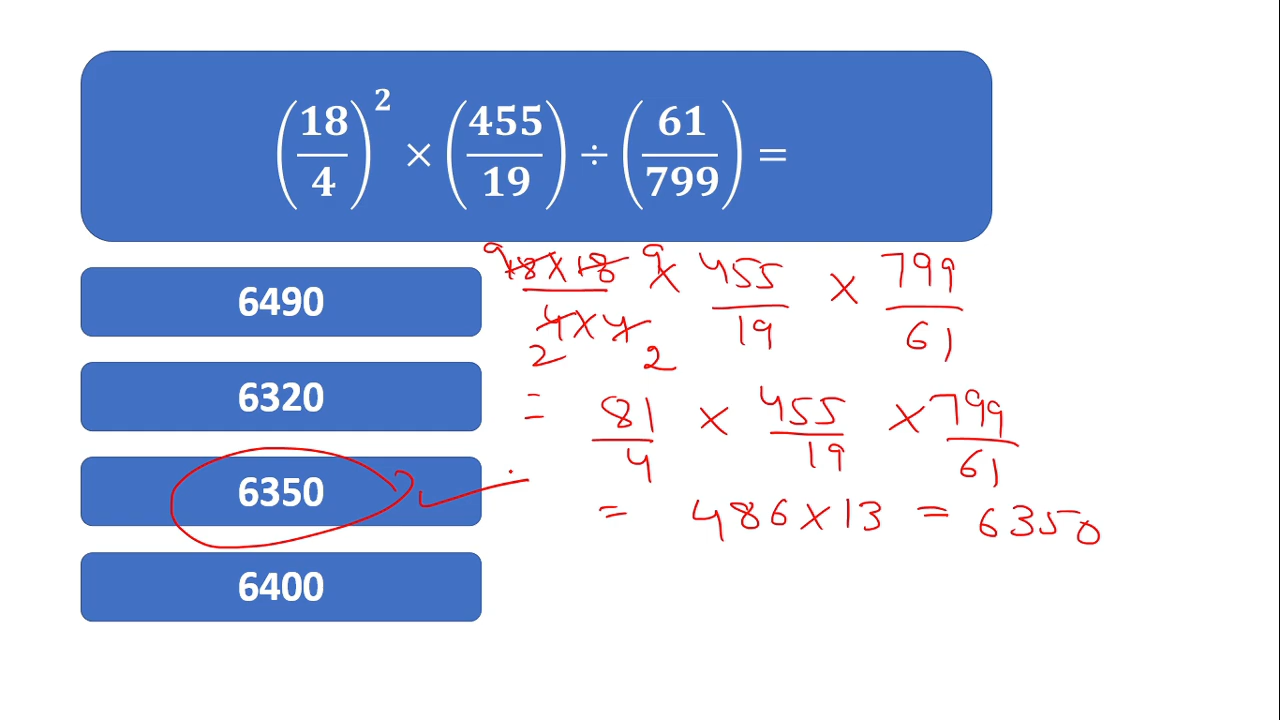 (18/4)² × (455/19) ÷ (61/799) =
6490
6320
6350
6400
9 18 × 18 9 × 455 × 799
4 × 4 19 61
2 2
= 81/4 × 455/19 × 799/61
= 486 × 13 = 6350